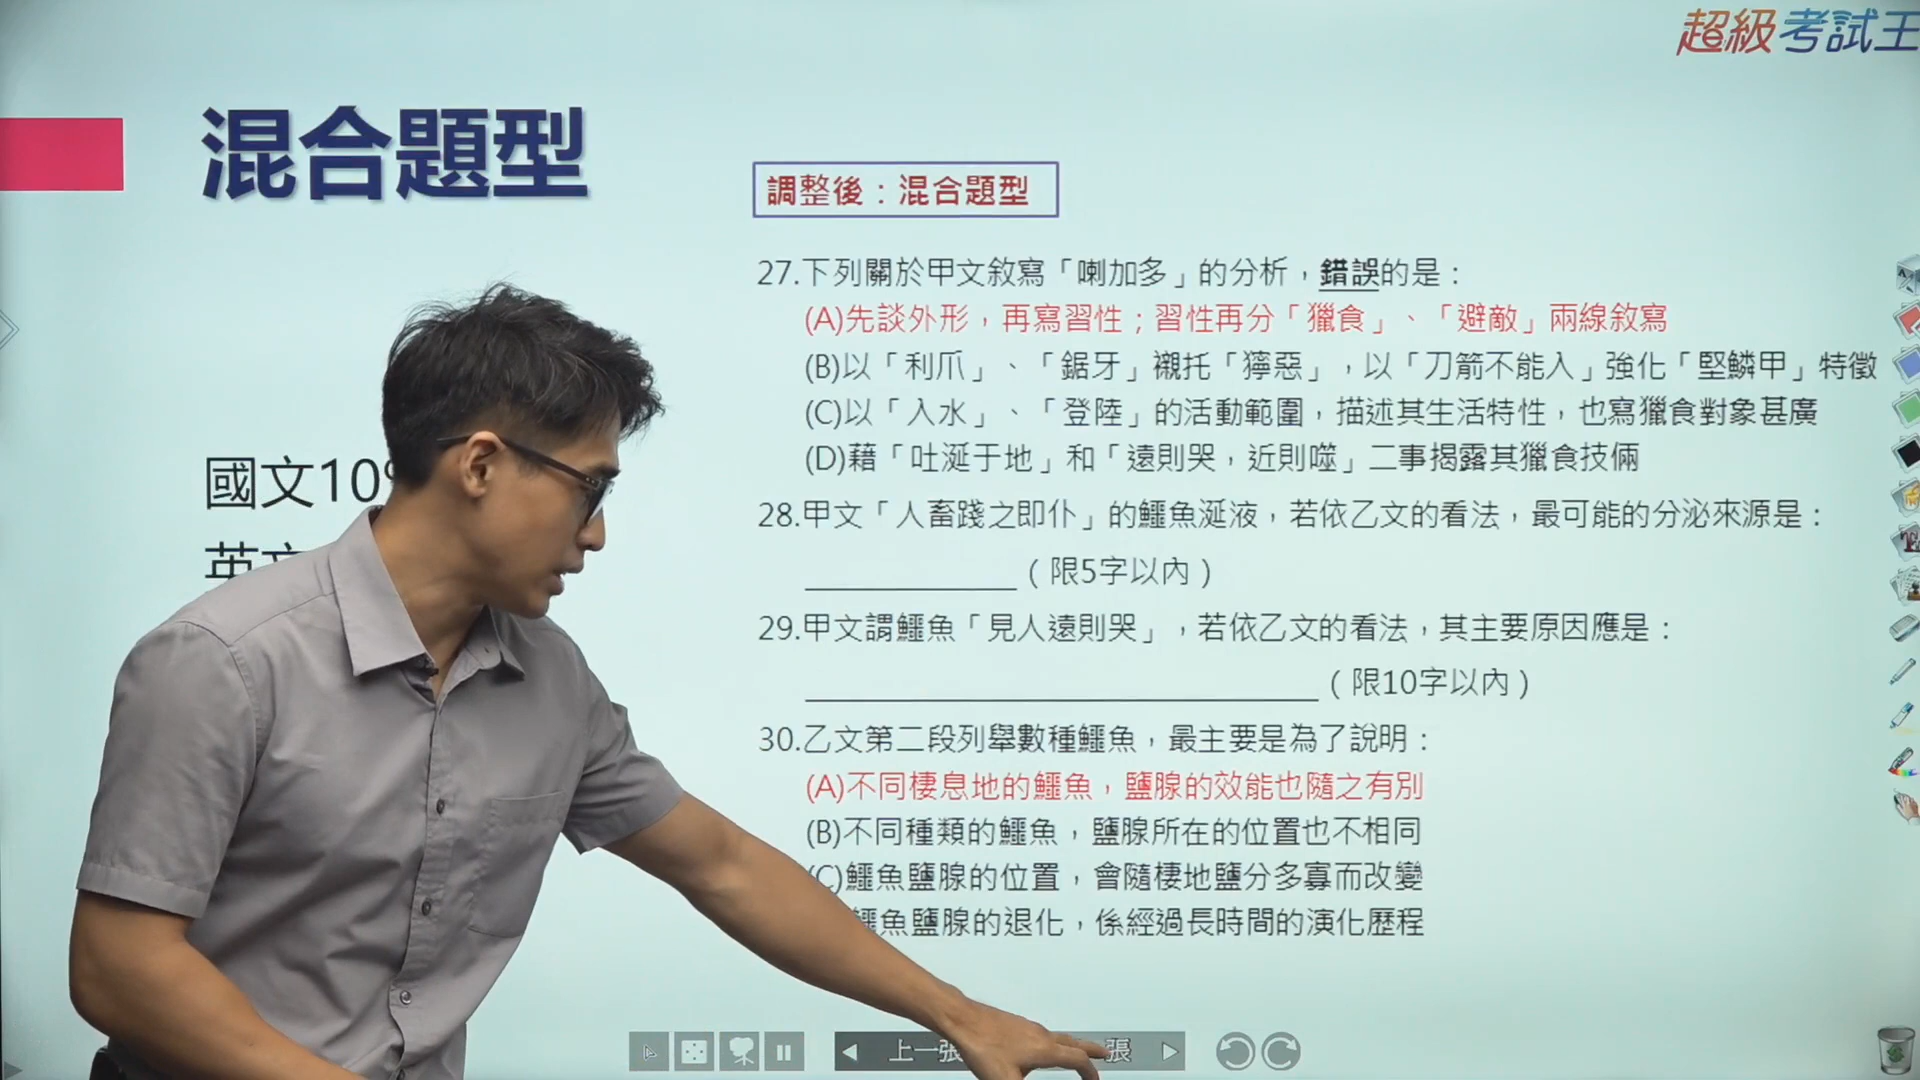 超級考試王
混合題型
調整後：混合題型
27.下列關於甲文敘寫「喇加多」的分析，錯誤的是：
(A)先談外形，再寫習性；習性再分「獵食」、「避敵」兩線敘寫
(B)以「利爪」、「鋸牙」襯托「獰惡」，以「刀箭不能入」強化「堅鱗甲」特徵
(C)以「入水」、「登陸」的活動範圍，描述其生活特性，也寫獵食對象甚廣
(D)藉「吐涎于地」和「遠則哭，近則噬」二事揭露其獵食技倆
28.甲文「人畜踐之即仆」的鱷魚涎液，若依乙文的看法，最可能的分泌來源是：
（限5字以內）
29.甲文謂鱷魚「見人遠則哭」，若依乙文的看法，其主要原因應是：
（限10字以內）
30.乙文第二段列舉數種鱷魚，最主要是為了說明：
(A)不同棲息地的鱷魚，鹽腺的效能也隨之有別
(B)不同種類的鱷魚，鹽腺所在的位置也不相同
(C)鱷魚鹽腺的位置，會隨棲地鹽分多寡而改變
鱷魚鹽腺的退化，係經過長時間的演化歷程
國文10
英文
上一張
張